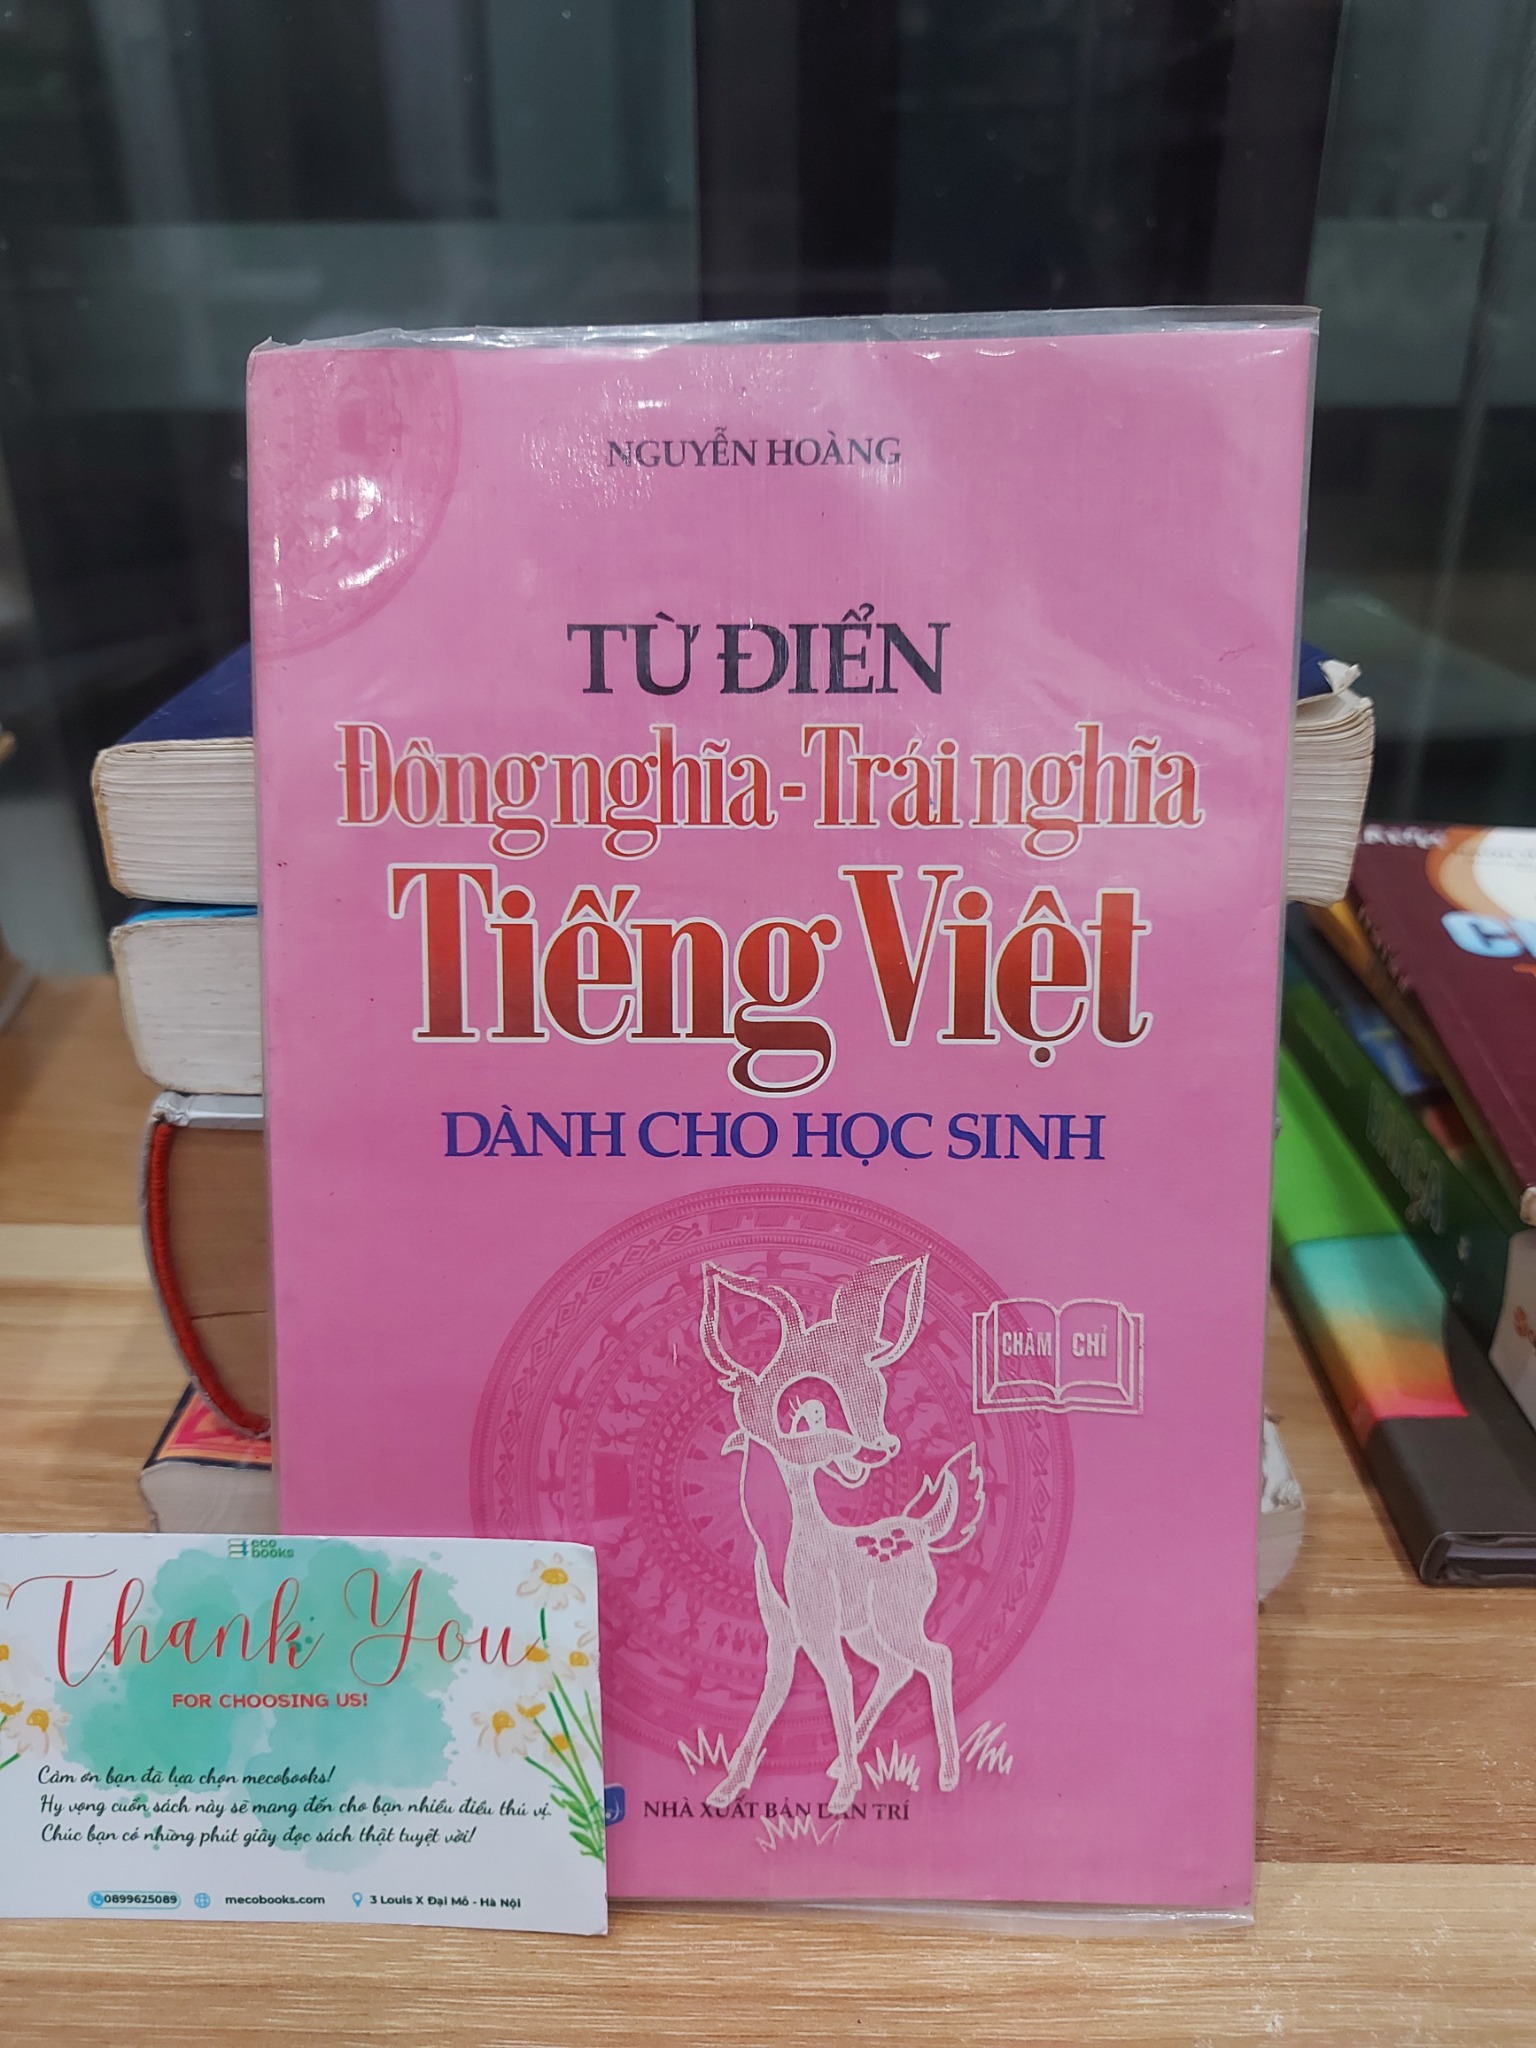 NGUYỄN HOÀNG
TỪ ĐIỂN
Đồng nghĩa - Trái nghĩa
Tiếng Việt
DÀNH CHO HỌC SINH
CHĂM CHỈ
NHÀ XUẤT BẢN DÂN TRÍ
eco
books
Thank You
FOR CHOOSING US!
Cảm ơn bạn đã lựa chọn mecobooks!
Hy vọng cuốn sách này sẽ mang đến cho bạn nhiều điều thú vị.
Chúc bạn có những phút giây đọc sách thật tuyệt vời!
0899625089 mecobooks.com 3 Louis X Đại Mỗ - Hà Nội